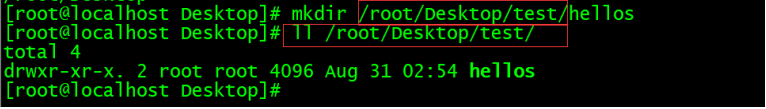 [root@localhost Desktop]# mkdir /root/Desktop/test/hellos
[root@localhost Desktop]# ll /root/Desktop/test/
total 4
drwxr-xr-x. 2 root root 4096 Aug 31 02:54 hellos
[root@localhost Desktop]#